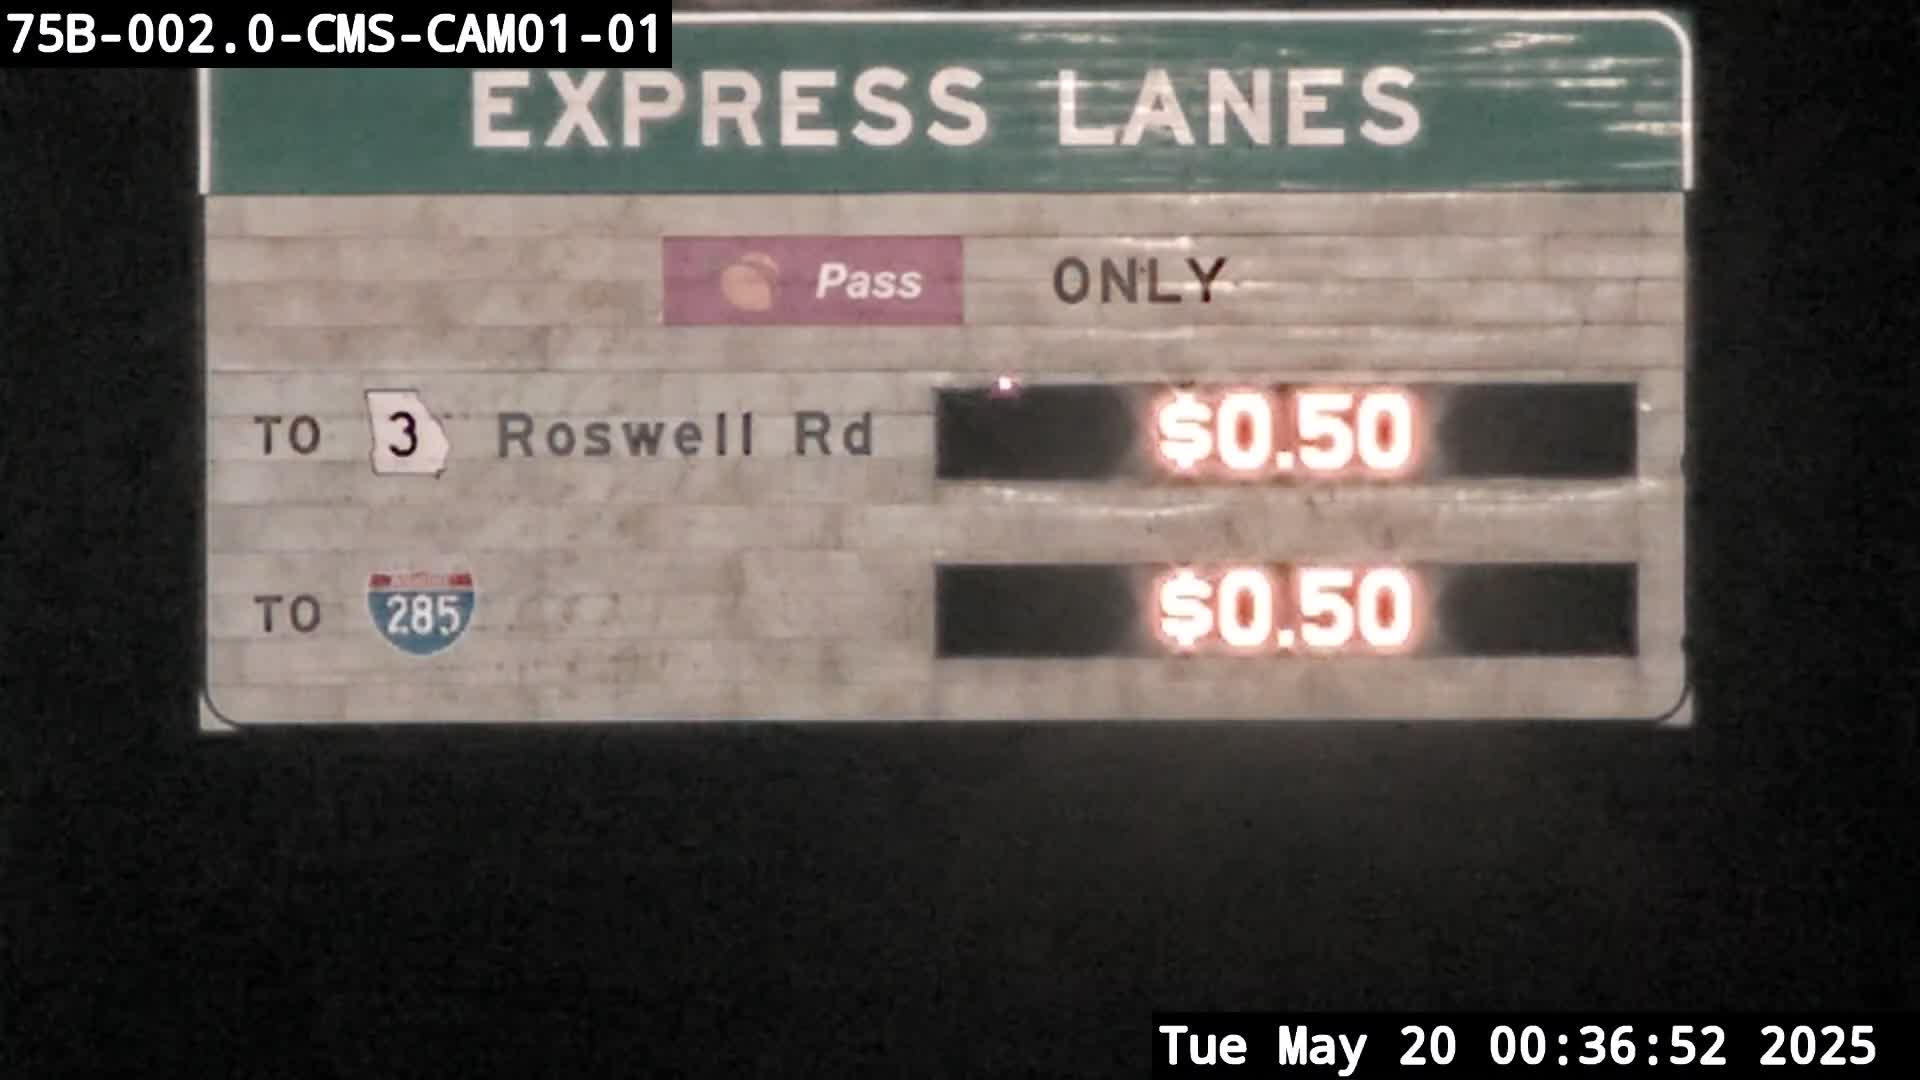 75B-002.0-CMS-CAM01-01
EXPRESS LANES
Pass ONLY
TO 3 Roswell Rd $0.50
TO 285 $0.50
Tue May 20 00:36:52 2025